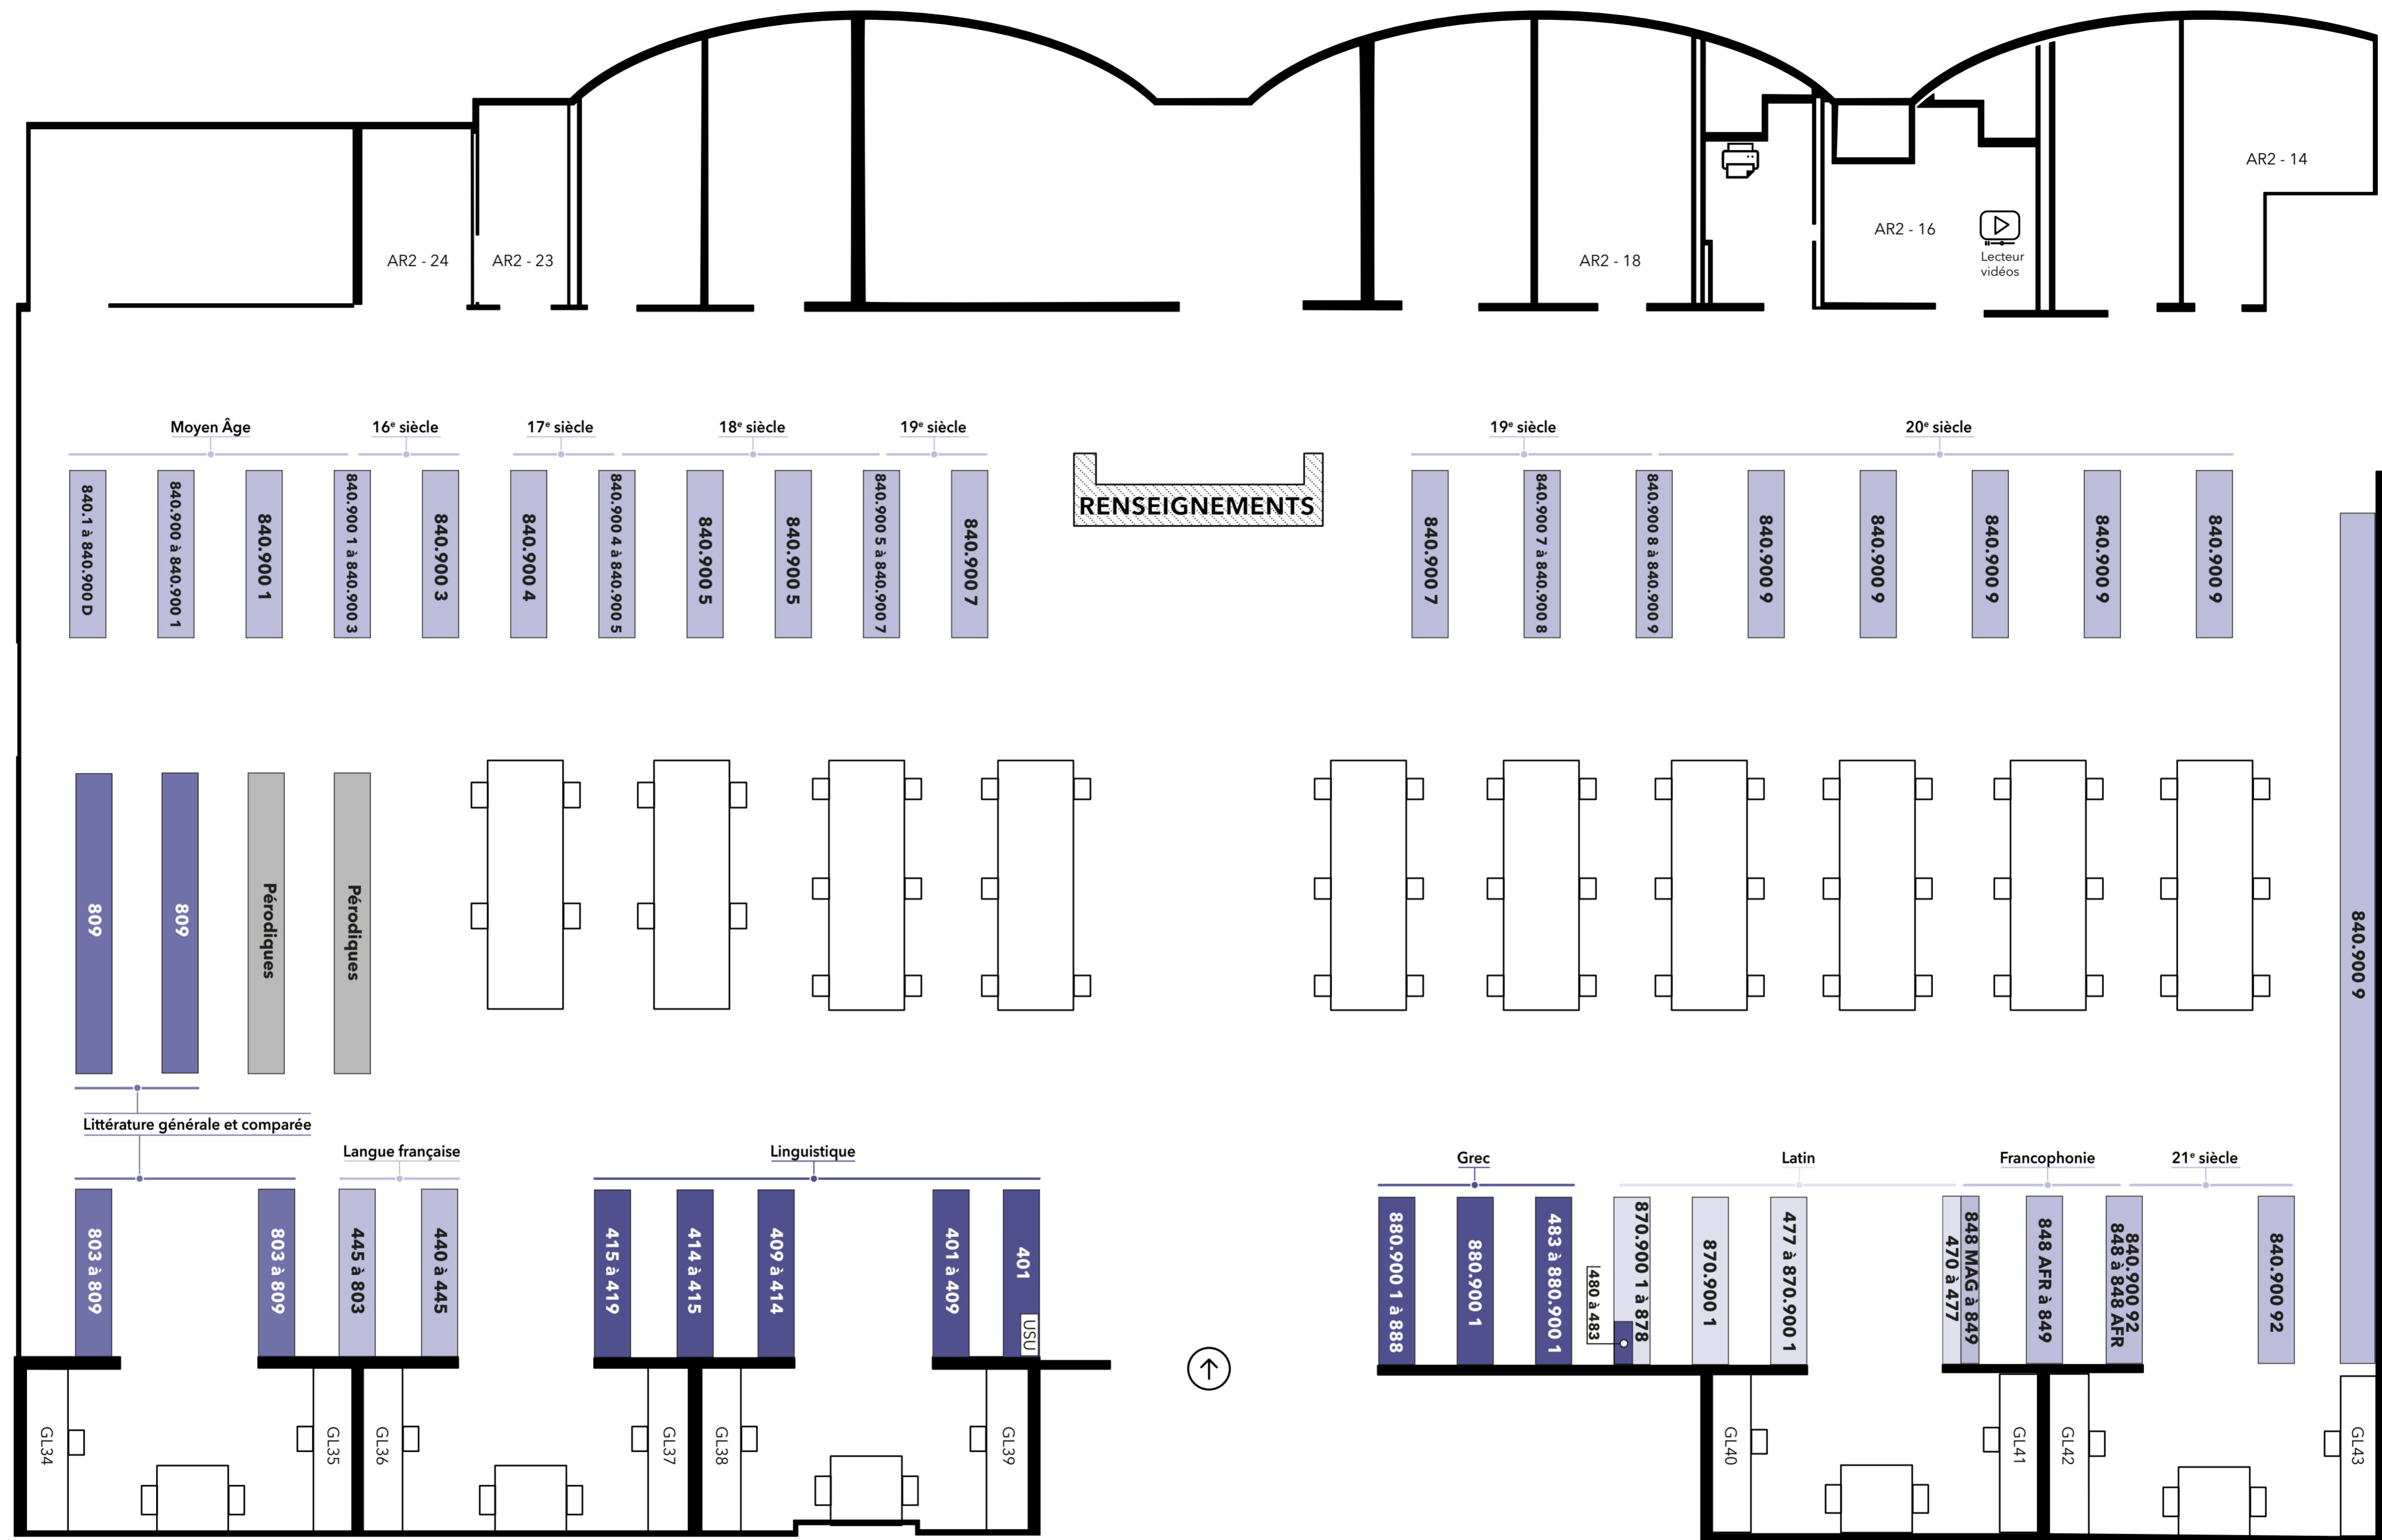 AR2 - 14
AR2 - 16
Lecteur
vidéos
AR2 - 24
AR2 - 23
AR2 - 18
Moyen Âge
16e siècle
17e siècle
18e siècle
19e siècle
19e siècle
20e siècle
840.1 à 840.900 D
840.900 à 840.900 1
840.900 1
840.900 1 à 840.900 3
840.900 3
840.900 4
840.900 4 à 840.900 5
840.900 5
840.900 5
840.900 5 à 840.900 7
840.900 7
RENSEIGNEMENTS
840.900 7
840.900 7 à 840.900 8
840.900 8 à 840.900 9
840.900 9
840.900 9
840.900 9
840.900 9
840.900 9
809
809
Pérodiques
Pérodiques
840.900 9
Littérature générale et comparée
Langue française
Linguistique
Grec
Latin
Francophonie
21e siècle
803 à 809
803 à 809
445 à 803
440 à 445
415 à 419
414 à 415
409 à 414
401 à 409
401
USU
880.900 1 à 888
880.900 1
483 à 880.900 1
480 à 483
870.900 1 à 878
870.900 1
477 à 870.900 1
848 MAG à 849
470 à 477
848 AFR à 849
840.900 92
848 à 848 AFR
840.900 92
GL34
GL35
GL36
GL37
GL38
GL39
GL40
GL41
GL42
GL43